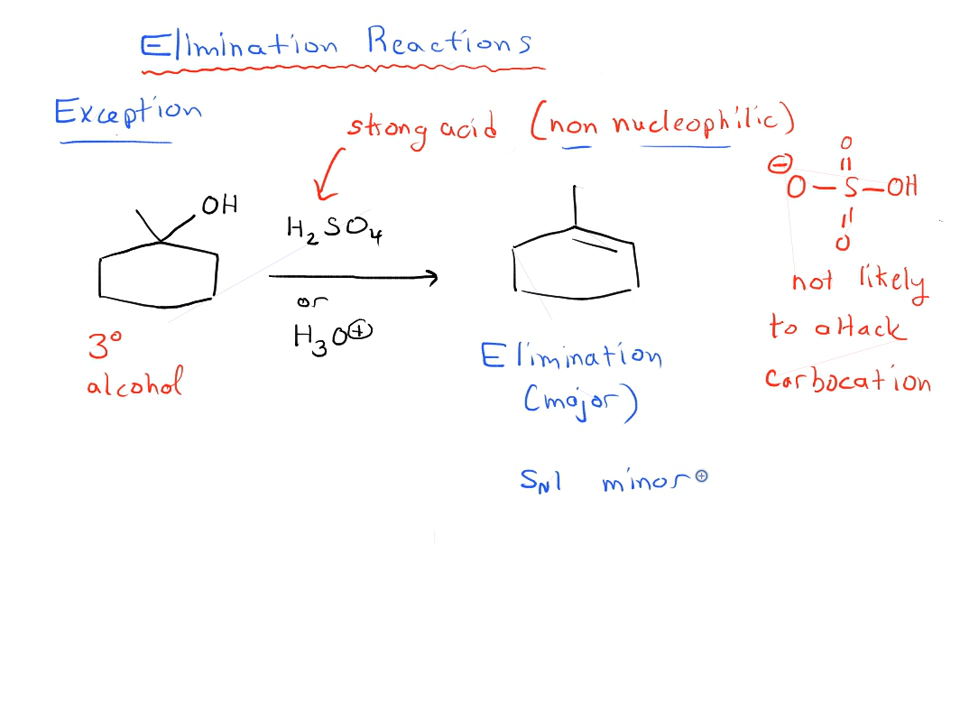 Elimination Reactions
Exception
strong acid (non nucleophilic)
OH
H₂SO₄
or
H₃O⊕
3° alcohol
Elimination
(major)
SN1 minor ⊕
⊖
O
O—S—OH
O
not likely
to attack
carbocation